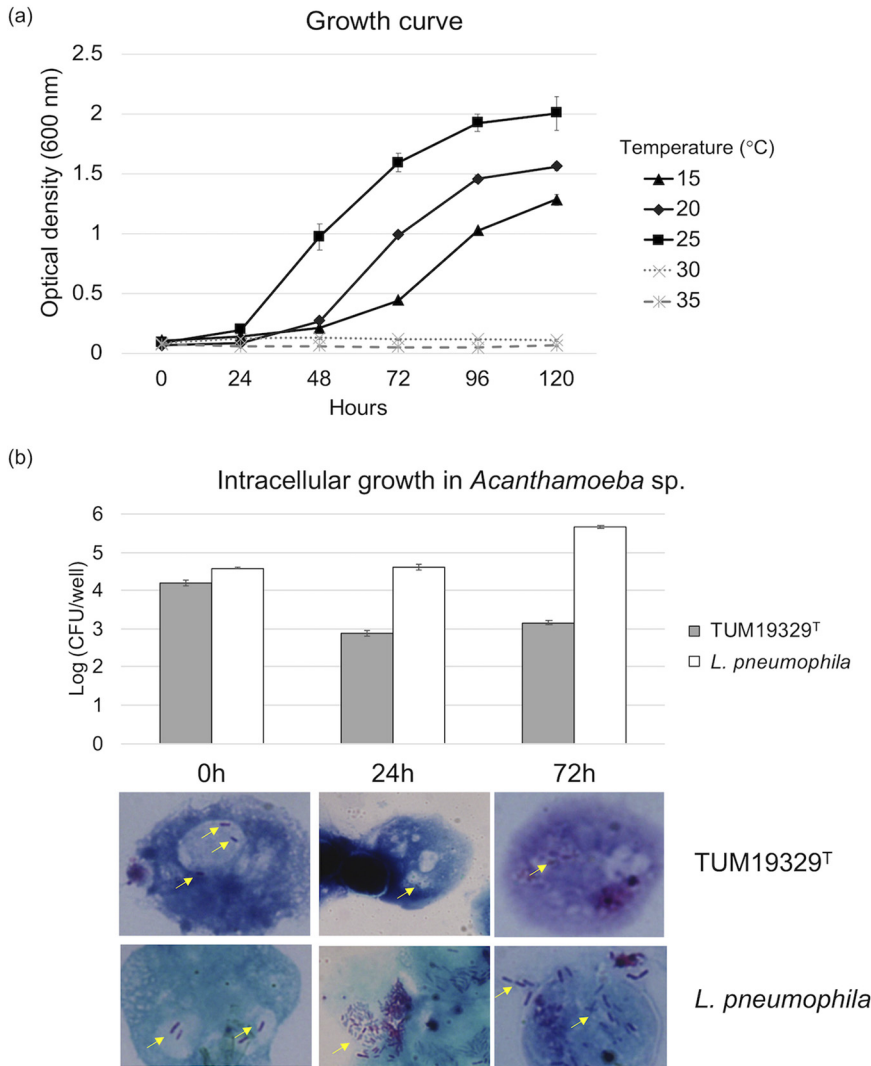 (a)
Growth curve
2.5
2
1.5
1
0.5
0
Optical density (600 nm)
0 24 48 72 96 120
Hours
Temperature (°C)
15
20
25
30
35
(b)
Intracellular growth in Acanthamoeba sp.
6
5
4
3
2
1
0
Log (CFU/well)
TUM19329ᵀ
L. pneumophila
0h 24h 72h
TUM19329ᵀ
L. pneumophila